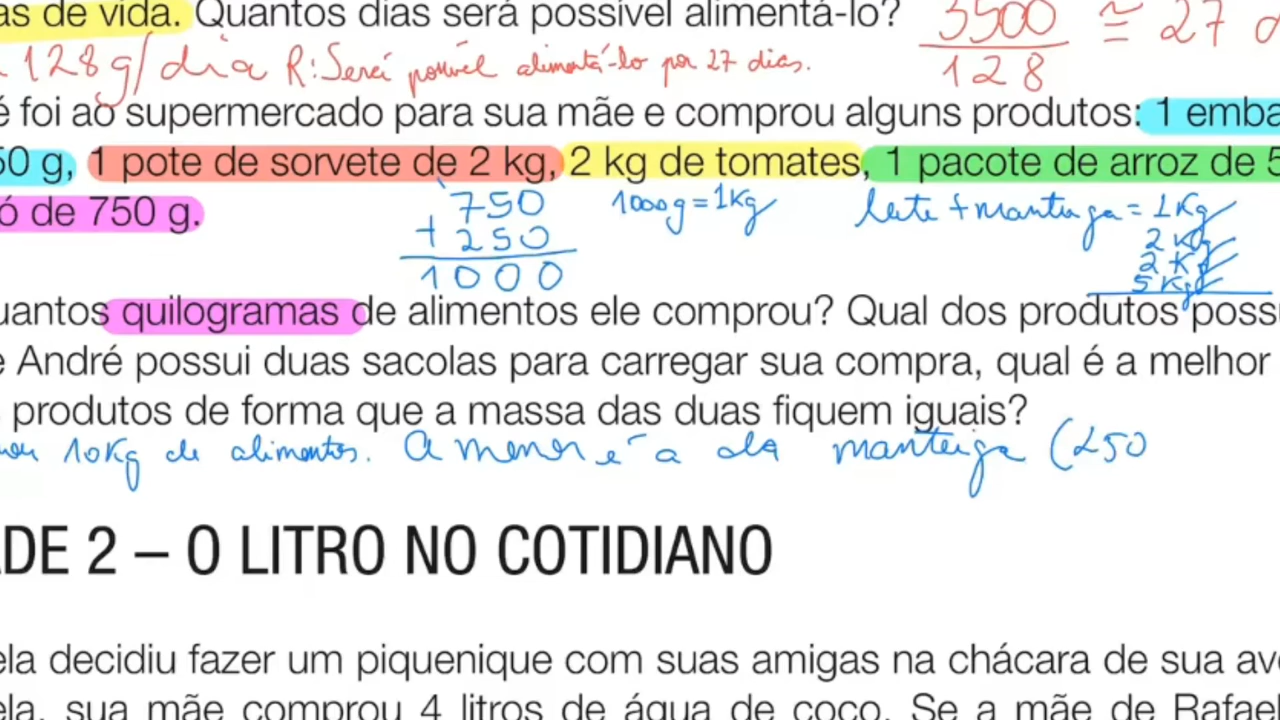 as de vida. Quantos dias será possível alimentá-lo? 3500 ≅ 27 d
128g/dia R: Será possível alimentá-lo por 27 dias. 128
é foi ao supermercado para sua mãe e comprou alguns produtos: 1 emba
50 g, 1 pote de sorvete de 2 kg, 2 kg de tomates, 1 pacote de arroz de 5
ó de 750 g. 750 1000g = 1Kg leite + manteiga = 1Kg
+ 250 2 Kg
2 Kg
1000 5 Kg
uantos quilogramas de alimentos ele comprou? Qual dos produtos poss
e André possui duas sacolas para carregar sua compra, qual é a melhor
produtos de forma que a massa das duas fiquem iguais?
10Kg de alimentos. A menor é a da manteiga (250
DE 2 – O LITRO NO COTIDIANO
ela decidiu fazer um piquenique com suas amigas na chácara de sua av
ela, sua mãe comprou 4 litros de água de coco. Se a mãe de Rafael